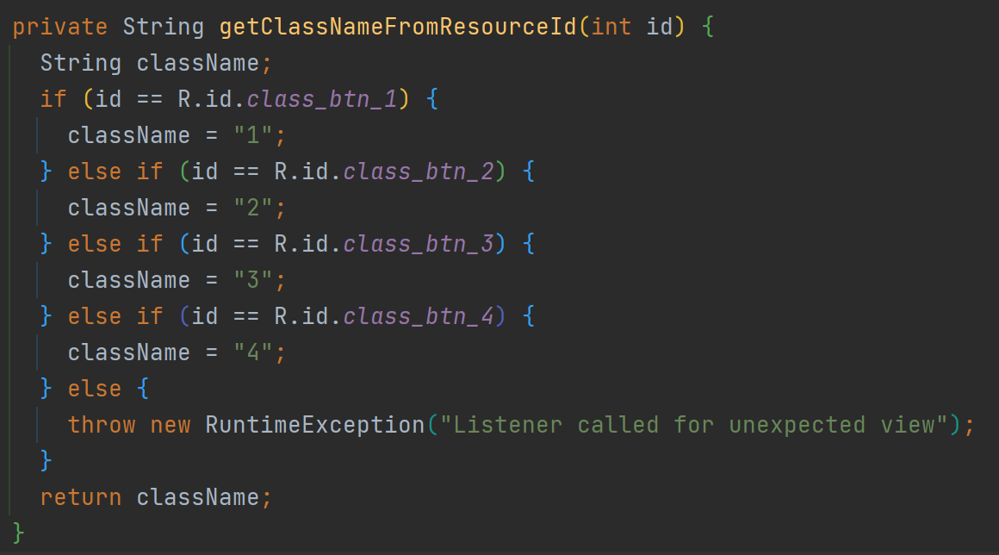 private String getClassNameFromResourceId(int id) {
  String className;
  if (id == R.id.class_btn_1) {
    className = "1";
  } else if (id == R.id.class_btn_2) {
    className = "2";
  } else if (id == R.id.class_btn_3) {
    className = "3";
  } else if (id == R.id.class_btn_4) {
    className = "4";
  } else {
    throw new RuntimeException("Listener called for unexpected view");
  }
  return className;
}